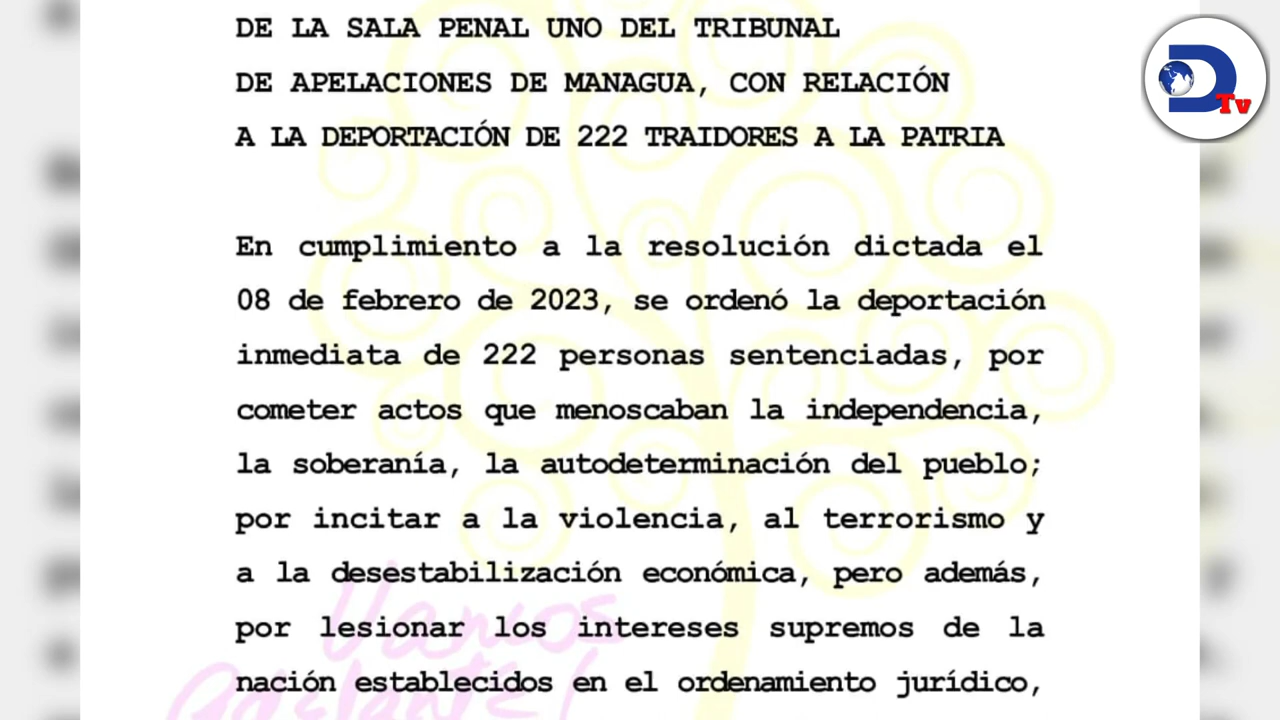 DE LA SALA PENAL UNO DEL TRIBUNAL
DE APELACIONES DE MANAGUA, CON RELACIÓN
A LA DEPORTACIÓN DE 222 TRAIDORES A LA PATRIA
En cumplimiento a la resolución dictada el
08 de febrero de 2023, se ordenó la deportación
inmediata de 222 personas sentenciadas, por
cometer actos que menoscaban la independencia,
la soberanía, la autodeterminación del pueblo;
por incitar a la violencia, al terrorismo y
a la desestabilización económica, pero además,
por lesionar los intereses supremos de la
nación establecidos en el ordenamiento jurídico,
Vamos
Adelante!
D Tv